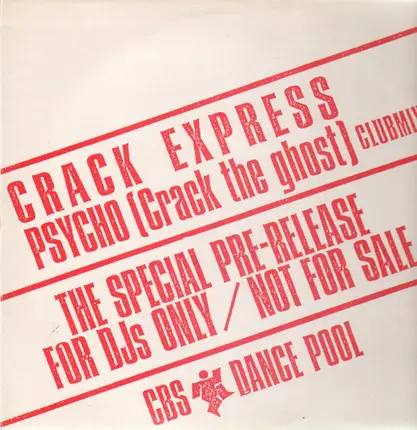 CRACK EXPRESS
PSYCHO (Crack the ghost) CLUBMIX
THE SPECIAL PRE-RELEASE
FOR DJs ONLY / NOT FOR SALE
CBS DANCE POOL